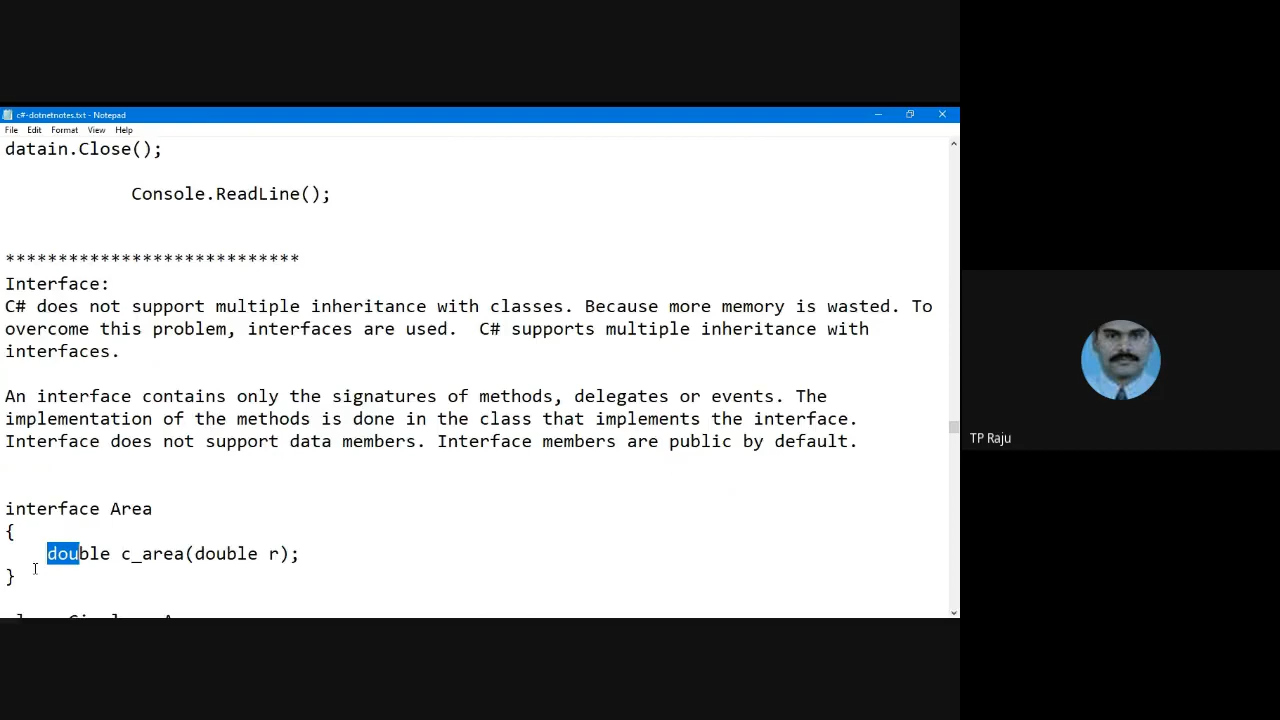 c#-dotnetnotes.txt - Notepad
File Edit Format View Help
datain.Close();
Console.ReadLine();
****************************
Interface:
C# does not support multiple inheritance with classes. Because more memory is wasted. To
overcome this problem, interfaces are used.  C# supports multiple inheritance with
interfaces.
An interface contains only the signatures of methods, delegates or events. The
implementation of the methods is done in the class that implements the interface.
Interface does not support data members. Interface members are public by default.
interface Area
{
double c_area(double r);
}
TP Raju